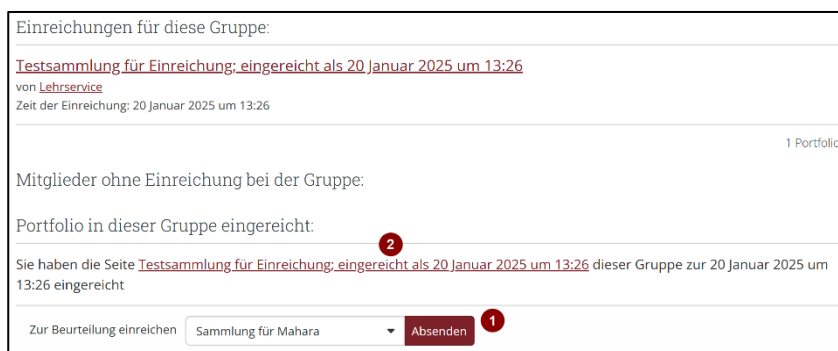 Einreichungen für diese Gruppe:
Testsammlung für Einreichung; eingereicht als 20 Januar 2025 um 13:26
von Lehrservice
Zeit der Einreichung: 20 Januar 2025 um 13:26
1 Portfolio
Mitglieder ohne Einreichung bei der Gruppe:
Portfolio in dieser Gruppe eingereicht:
2
Sie haben die Seite Testsammlung für Einreichung; eingereicht als 20 Januar 2025 um 13:26 dieser Gruppe zur 20 Januar 2025 um
13:26 eingereicht
Zur Beurteilung einreichen Sammlung für Mahara Absenden 1